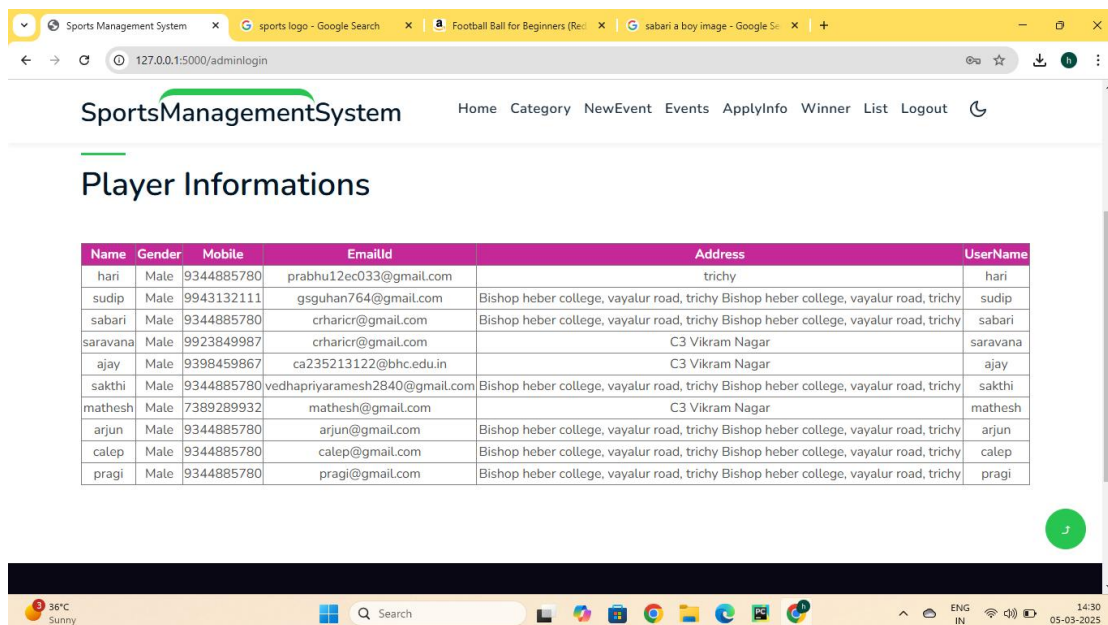 Sports Management System
sports logo - Google Search
Football Ball for Beginners (Red
sabari a boy image - Google Se
127.0.0.1:5000/adminlogin
h
SportsManagementSystem
Home Category NewEvent Events ApplyInfo Winner List Logout
Player Informations
Name Gender Mobile EmailId Address UserName
hari Male 9344885780 prabhu12ec033@gmail.com trichy hari
sudip Male 9943132111 gsguhan764@gmail.com Bishop heber college, vayalur road, trichy Bishop heber college, vayalur road, trichy sudip
sabari Male 9344885780 crharicr@gmail.com Bishop heber college, vayalur road, trichy Bishop heber college, vayalur road, trichy sabari
saravana Male 9923849987 crharicr@gmail.com C3 Vikram Nagar saravana
ajay Male 9398459867 ca235213122@bhc.edu.in C3 Vikram Nagar ajay
sakthi Male 9344885780 vedhapriyaramesh2840@gmail.com Bishop heber college, vayalur road, trichy Bishop heber college, vayalur road, trichy sakthi
mathesh Male 7389289932 mathesh@gmail.com C3 Vikram Nagar mathesh
arjun Male 9344885780 arjun@gmail.com Bishop heber college, vayalur road, trichy Bishop heber college, vayalur road, trichy arjun
calep Male 9344885780 calep@gmail.com Bishop heber college, vayalur road, trichy Bishop heber college, vayalur road, trichy calep
pragi Male 9344885780 pragi@gmail.com Bishop heber college, vayalur road, trichy Bishop heber college, vayalur road, trichy pragi
3 36°C
Sunny
Search
PC
h
ENG
IN
14:30
05-03-2025